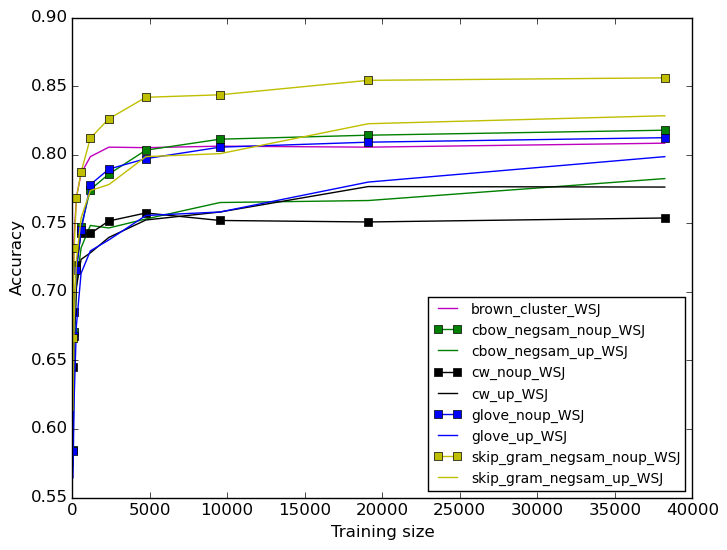 0.90
0.85
0.80
0.75
0.70
0.65
0.60
0.55
Accuracy
0 5000 10000 15000 20000 25000 30000 35000 40000
Training size
brown_cluster_WSJ
cbow_negsam_noup_WSJ
cbow_negsam_up_WSJ
cw_noup_WSJ
cw_up_WSJ
glove_noup_WSJ
glove_up_WSJ
skip_gram_negsam_noup_WSJ
skip_gram_negsam_up_WSJ